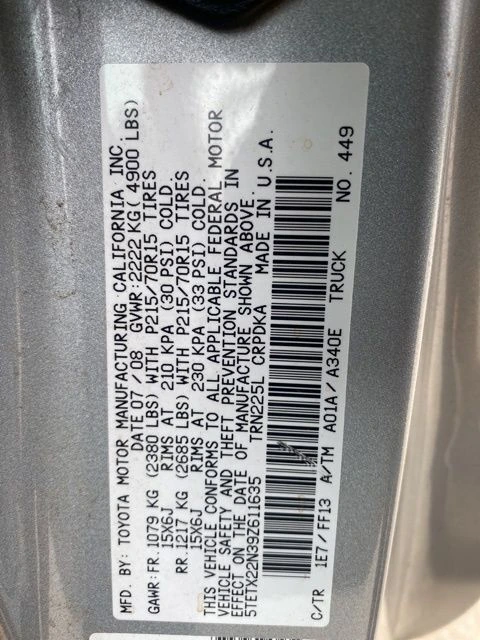 MFD. BY: TOYOTA MOTOR MANUFACTURING CALIFORNIA INC.
DATE 07 / 08 GVWR: 2222 KG ( 4900 LBS)
GAWR: FR. 1079 KG (2380 LBS) WITH P215/70R15 TIRES
15X6J RIMS AT 210 KPA (30 PSI) COLD.
RR. 1217 KG (2685 LBS) WITH P215/70R15 TIRES
15X6J RIMS AT 230 KPA (33 PSI) COLD.
THIS VEHICLE CONFORMS TO ALL APPLICABLE FEDERAL MOTOR
VEHICLE SAFETY AND THEFT PREVENTION STANDARDS IN
EFFECT ON THE DATE OF MANUFACTURE SHOWN ABOVE.
5TETX22N39Z611635 TRN225L CRPDKA MADE IN U.S.A.
C/TR 1E7/FF13 A/TM A01A/A340E TRUCK NO. 449